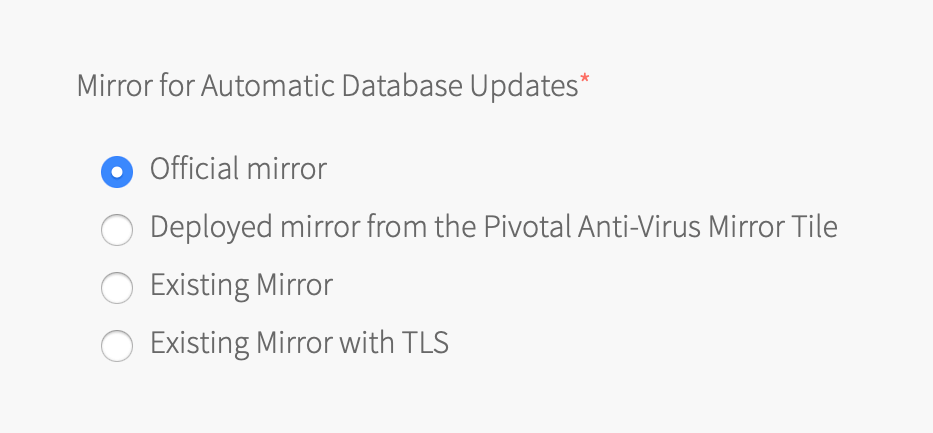 Mirror for Automatic Database Updates*
Official mirror
Deployed mirror from the Pivotal Anti-Virus Mirror Tile
Existing Mirror
Existing Mirror with TLS